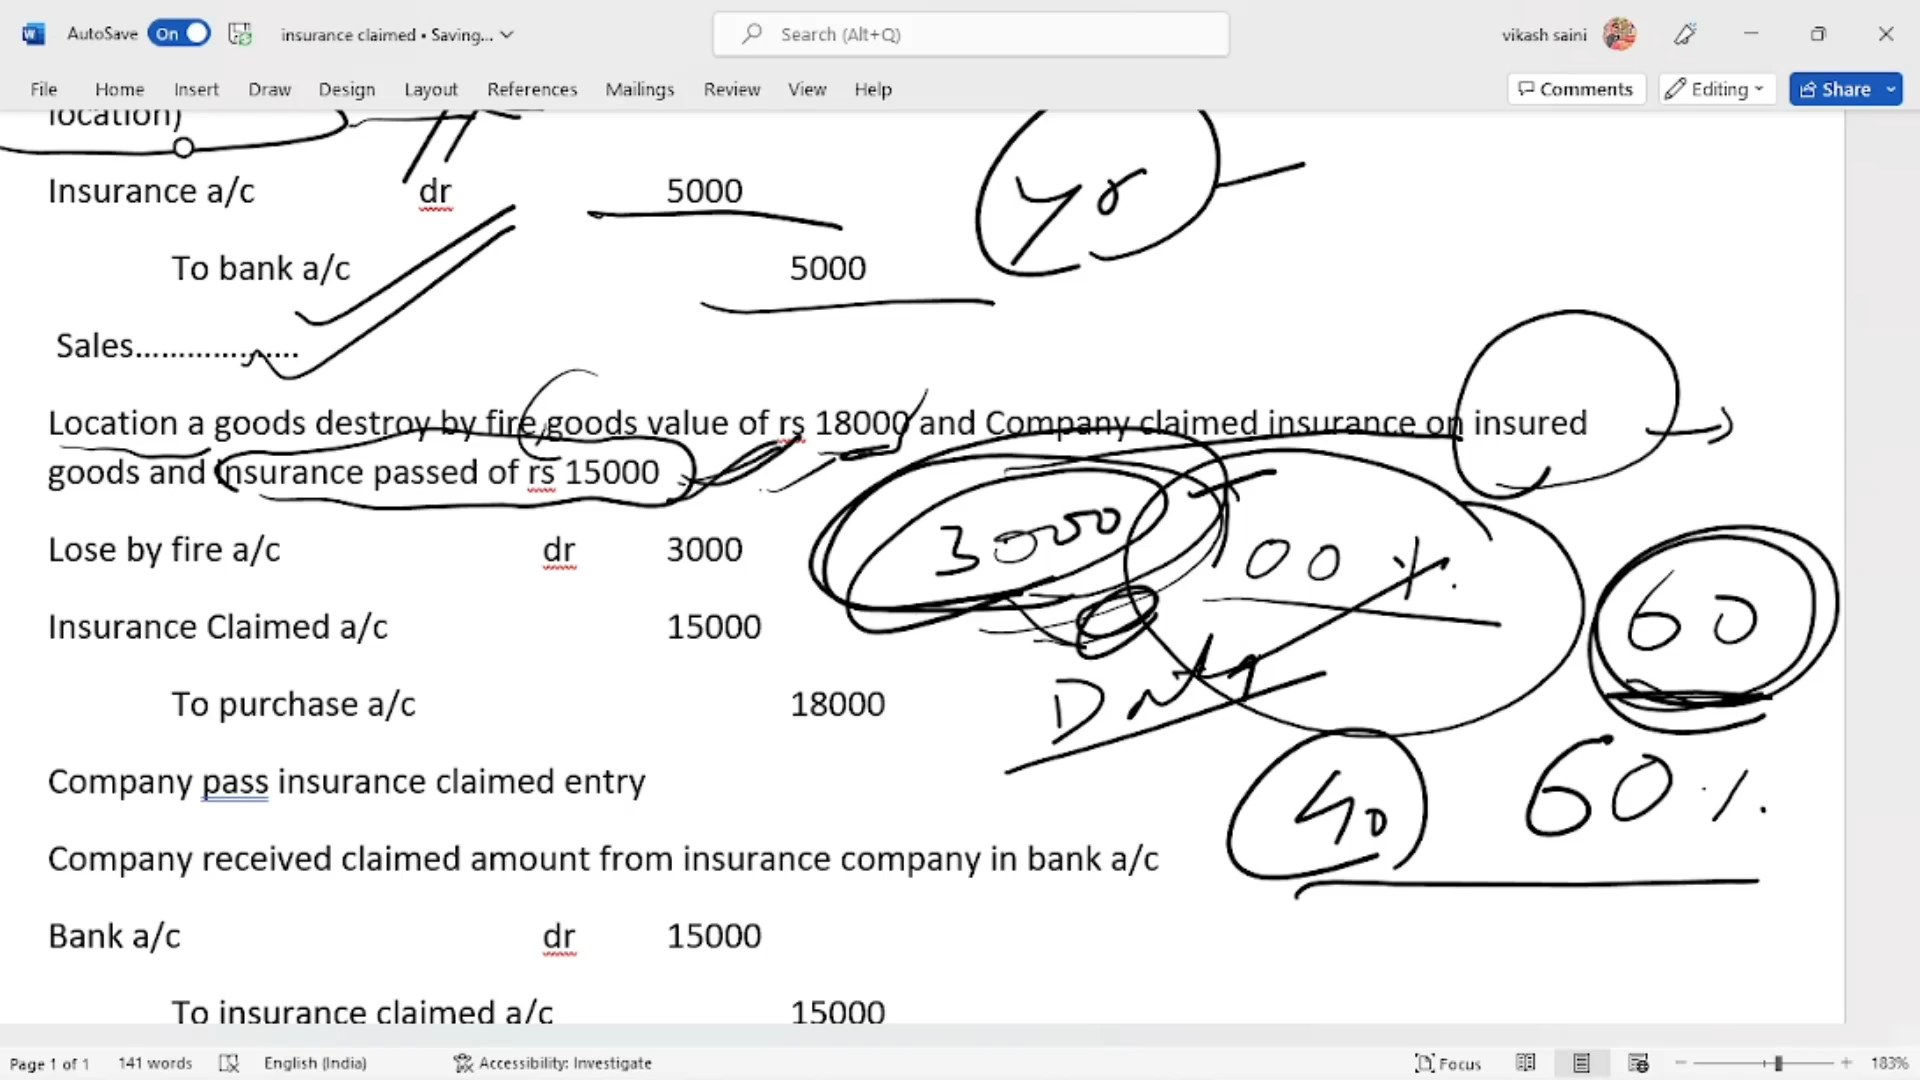 AutoSave On insurance claimed • Saving... Search (Alt+Q) vikash saini
File Home Insert Draw Design Layout References Mailings Review View Help Comments Editing Share
location)
Insurance a/c dr 5000
yr
To bank a/c 5000
Sales..................
Location a goods destroy by fire, goods value of rs 18000 and Company claimed insurance on insured
goods and insurance passed of rs 15000
3000
100 %.
Lose by fire a/c dr 3000
60
Insurance Claimed a/c 15000
To purchase a/c 18000
40
60 %.
Company pass insurance claimed entry
Company received claimed amount from insurance company in bank a/c
Bank a/c dr 15000
To insurance claimed a/c 15000
Page 1 of 1 141 words English (India) Accessibility: Investigate Focus 183%